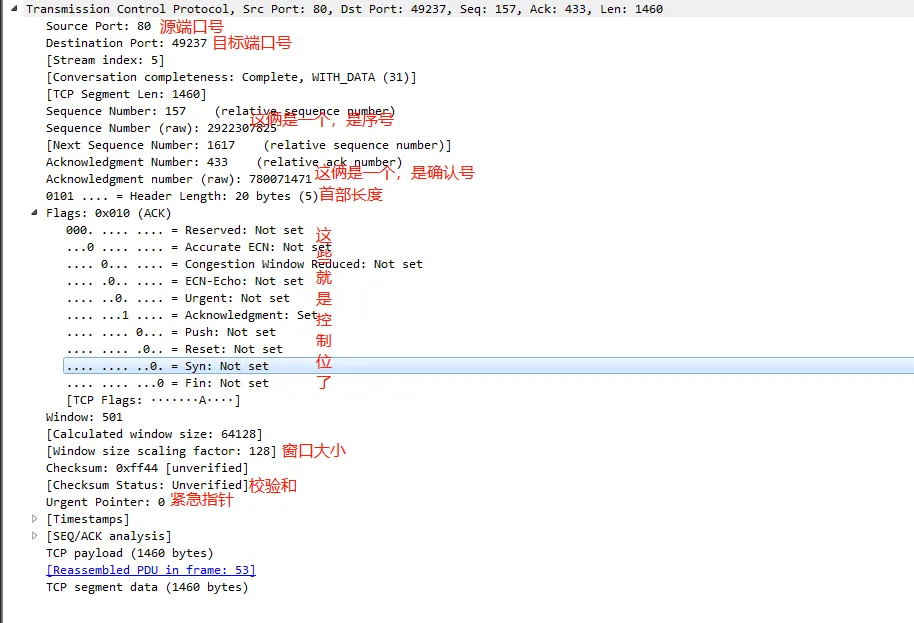 Transmission Control Protocol, Src Port: 80, Dst Port: 49237, Seq: 157, Ack: 433, Len: 1460
Source Port: 80 源端口号
Destination Port: 49237 目标端口号
[Stream index: 5]
[Conversation completeness: Complete, WITH_DATA (31)]
[TCP Segment Len: 1460]
Sequence Number: 157 (relative sequence number)
这俩是一个，是序号
Sequence Number (raw): 2922307825
[Next Sequence Number: 1617 (relative sequence number)]
Acknowledgment Number: 433 (relative ack number)
Acknowledgment number (raw): 780071471 这俩是一个，是确认号
0101 .... = Header Length: 20 bytes (5) 首部长度
Flags: 0x010 (ACK)
000. .... .... = Reserved: Not set
...0 .... .... = Accurate ECN: Not set
.... 0... .... = Congestion Window Reduced: Not set
.... .0.. .... = ECN-Echo: Not set
.... ..0. .... = Urgent: Not set
.... ...1 .... = Acknowledgment: Set
.... .... 0... = Push: Not set
.... .... .0.. = Reset: Not set
.... .... ..0. = Syn: Not set
.... .... ...0 = Fin: Not set
这些就是控制位了
[TCP Flags: ·······A····]
Window: 501
[Calculated window size: 64128]
[Window size scaling factor: 128] 窗口大小
Checksum: 0xff44 [unverified]
[Checksum Status: Unverified] 校验和
Urgent Pointer: 0 紧急指针
[Timestamps]
[SEQ/ACK analysis]
TCP payload (1460 bytes)
[Reassembled PDU in frame: 53]
TCP segment data (1460 bytes)